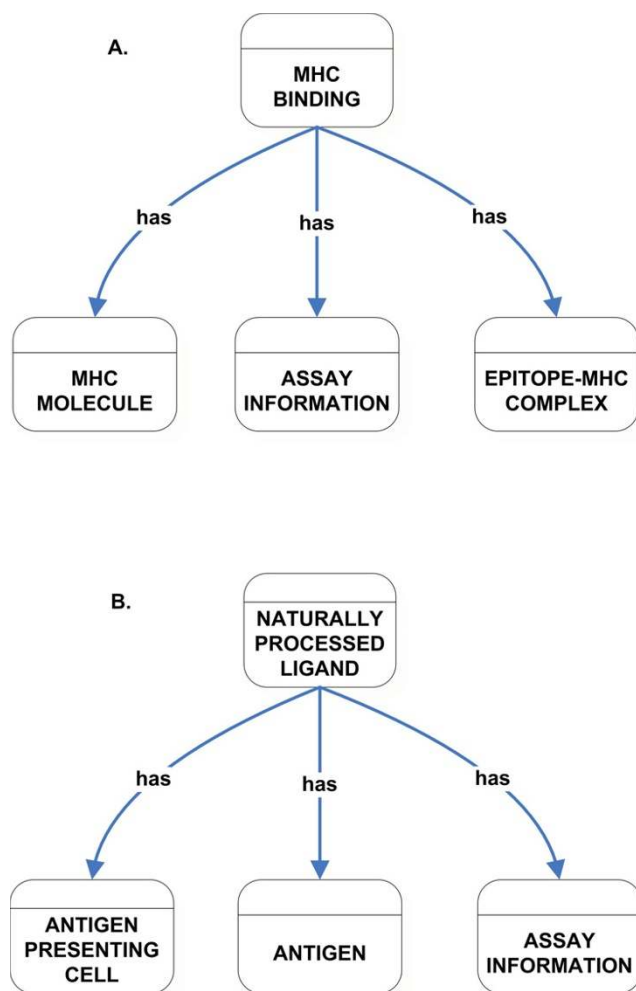 A.
MHC
BINDING
has
has
has
MHC
MOLECULE
ASSAY
INFORMATION
EPITOPE-MHC
COMPLEX
B.
NATURALLY
PROCESSED
LIGAND
has
has
has
ANTIGEN
PRESENTING
CELL
ANTIGEN
ASSAY
INFORMATION